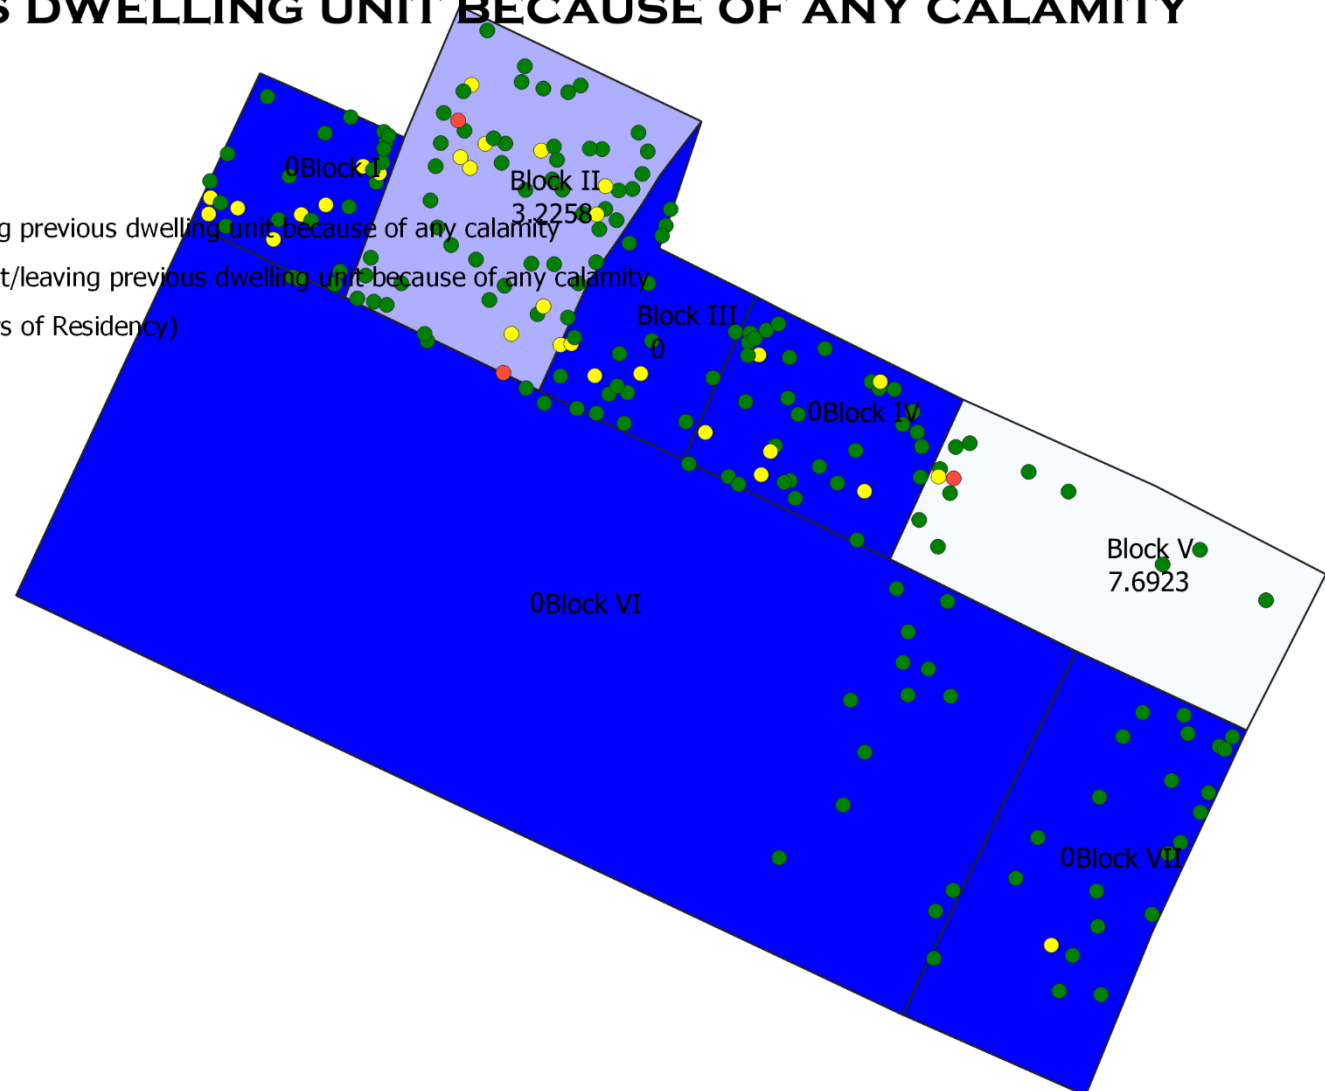 S DWELLING UNIT BECAUSE OF ANY CALAMITY
0Block I
Block II
3.2258
g previous dwelling unit because of any calamity
t/leaving previous dwelling unit because of any calamity
s of Residency)
Block III
0
0Block IV
Block V
7.6923
0Block VI
0Block VII